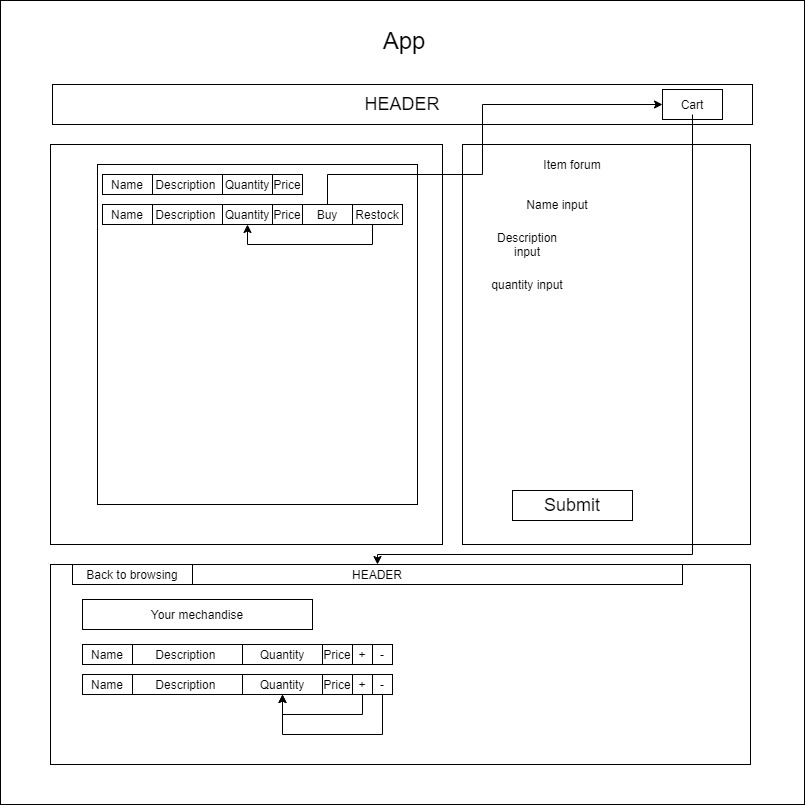 App
HEADER
Cart
Name Description Quantity Price
Name Description Quantity Price Buy Restock
Item forum
Name input
Description
input
quantity input
Submit
Back to browsing HEADER
Your mechandise
Name Description Quantity Price + -
Name Description Quantity Price + -